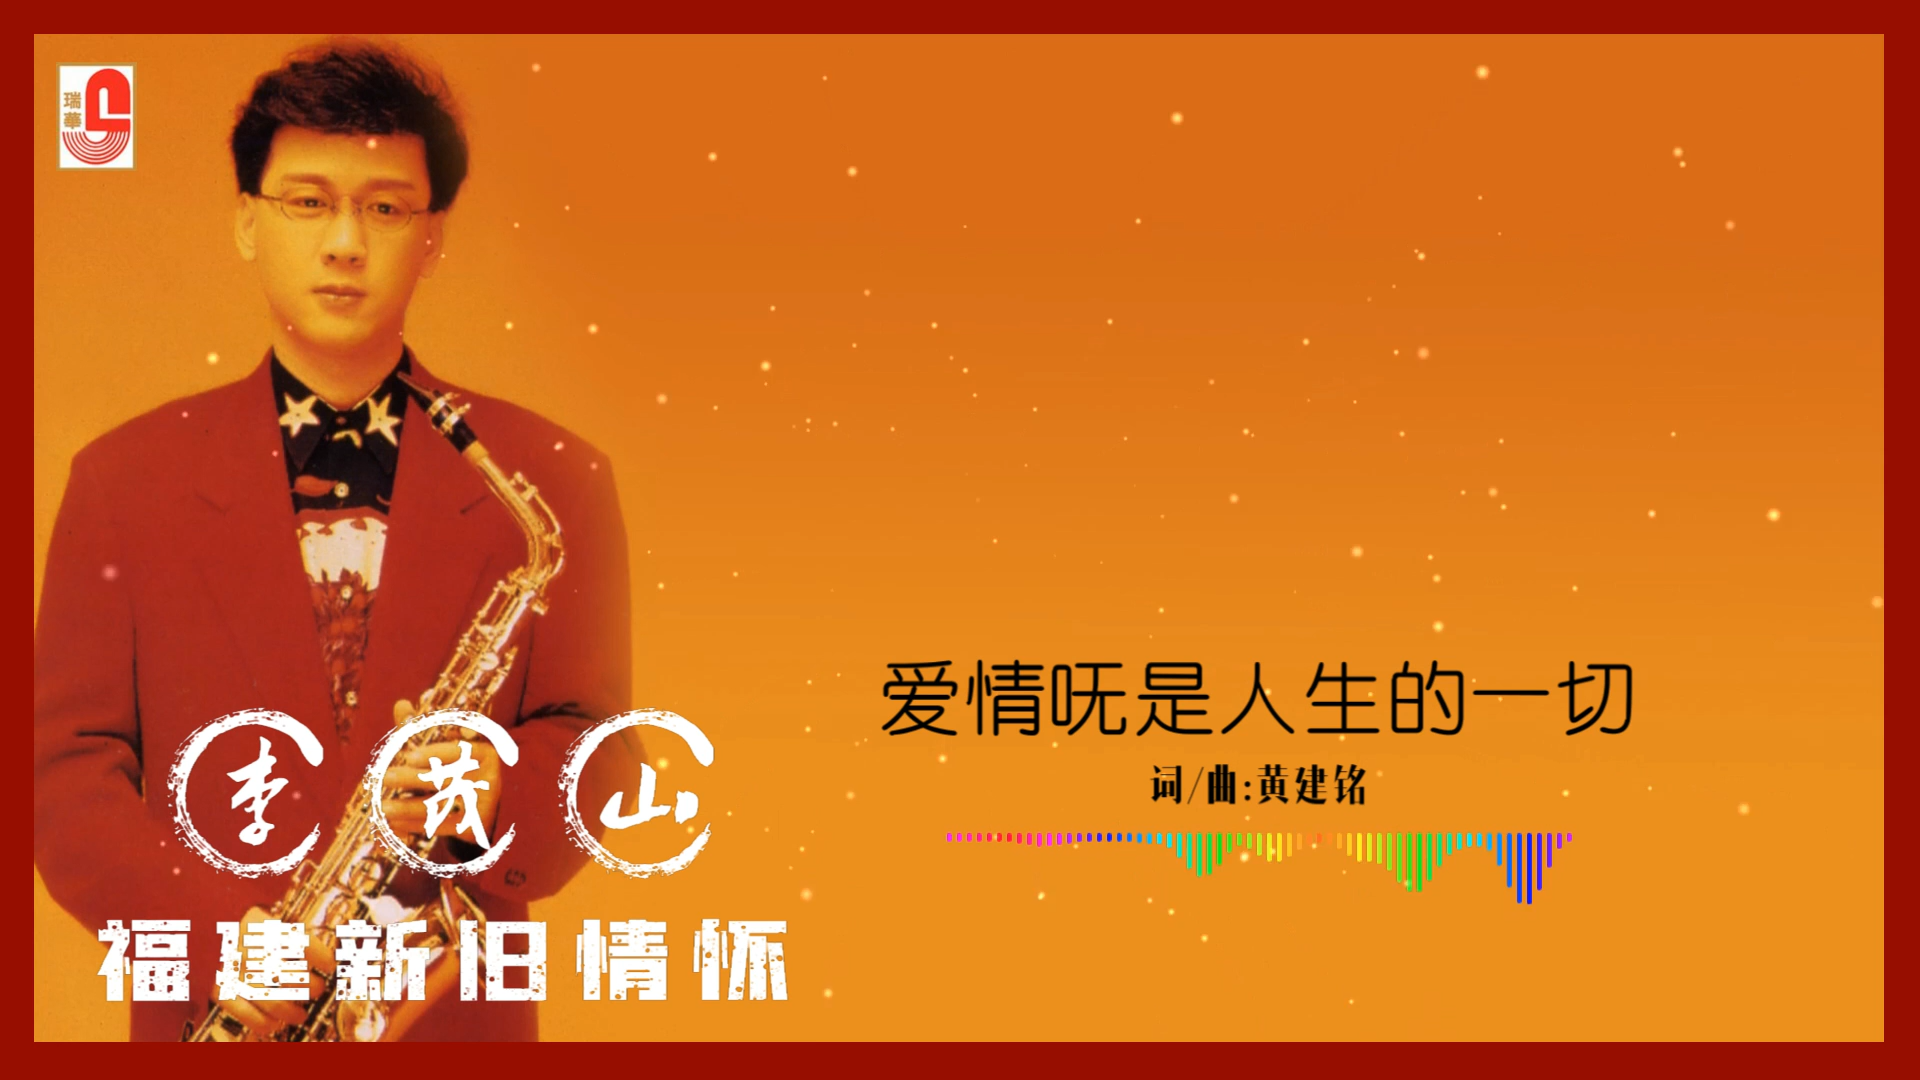 瑞華
李茂山
福建新旧情怀
爱情呒是人生的一切
词/曲:黄建铭